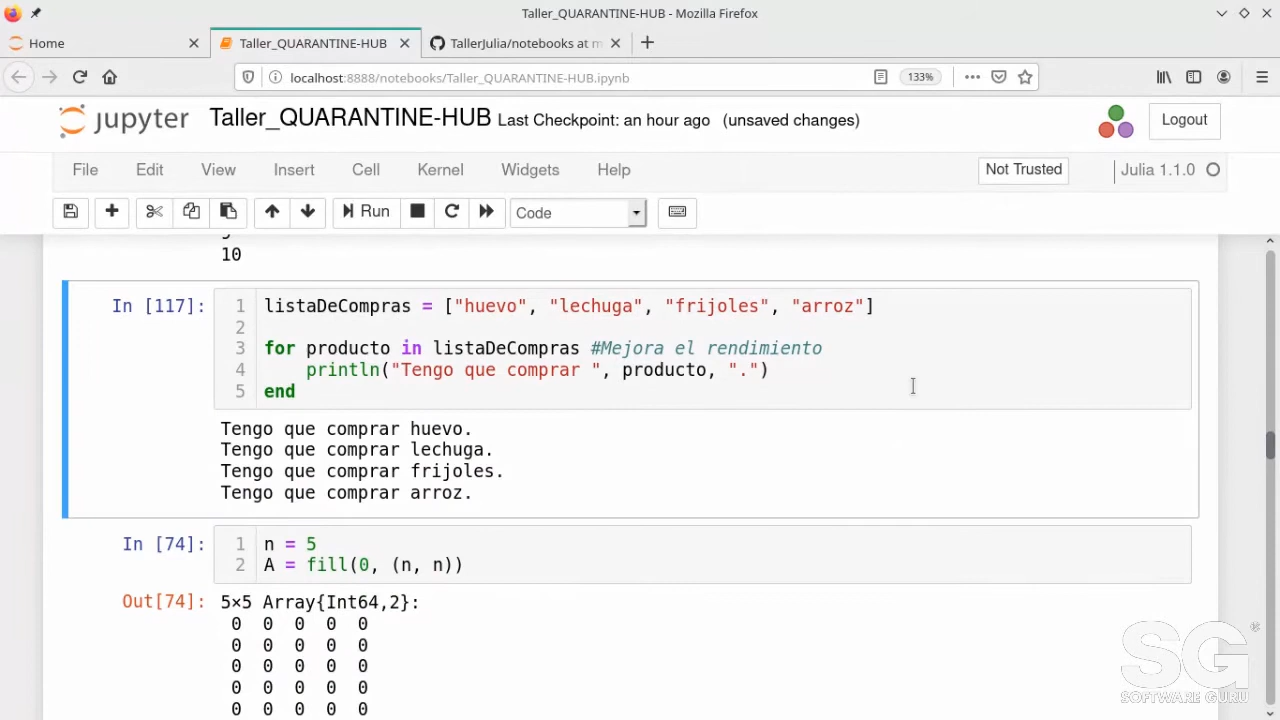 Taller_QUARANTINE-HUB - Mozilla Firefox
Home
Taller_QUARANTINE-HUB
TallerJulia/notebooks at m
localhost:8888/notebooks/Taller_QUARANTINE-HUB.ipynb
133%
jupyter Taller_QUARANTINE-HUB Last Checkpoint: an hour ago (unsaved changes)
Logout
File Edit View Insert Cell Kernel Widgets Help
Not Trusted
Julia 1.1.0
Run
Code
10
In [117]:
1 listaDeCompras = ["huevo", "lechuga", "frijoles", "arroz"]
2
3 for producto in listaDeCompras #Mejora el rendimiento
4 println("Tengo que comprar ", producto, ".")
5 end
Tengo que comprar huevo.
Tengo que comprar lechuga.
Tengo que comprar frijoles.
Tengo que comprar arroz.
In [74]:
1 n = 5
2 A = fill(0, (n, n))
Out[74]:
5×5 Array{Int64,2}:
0 0 0 0 0
0 0 0 0 0
0 0 0 0 0
0 0 0 0 0
0 0 0 0 0
SG
SOFTWARE GURU